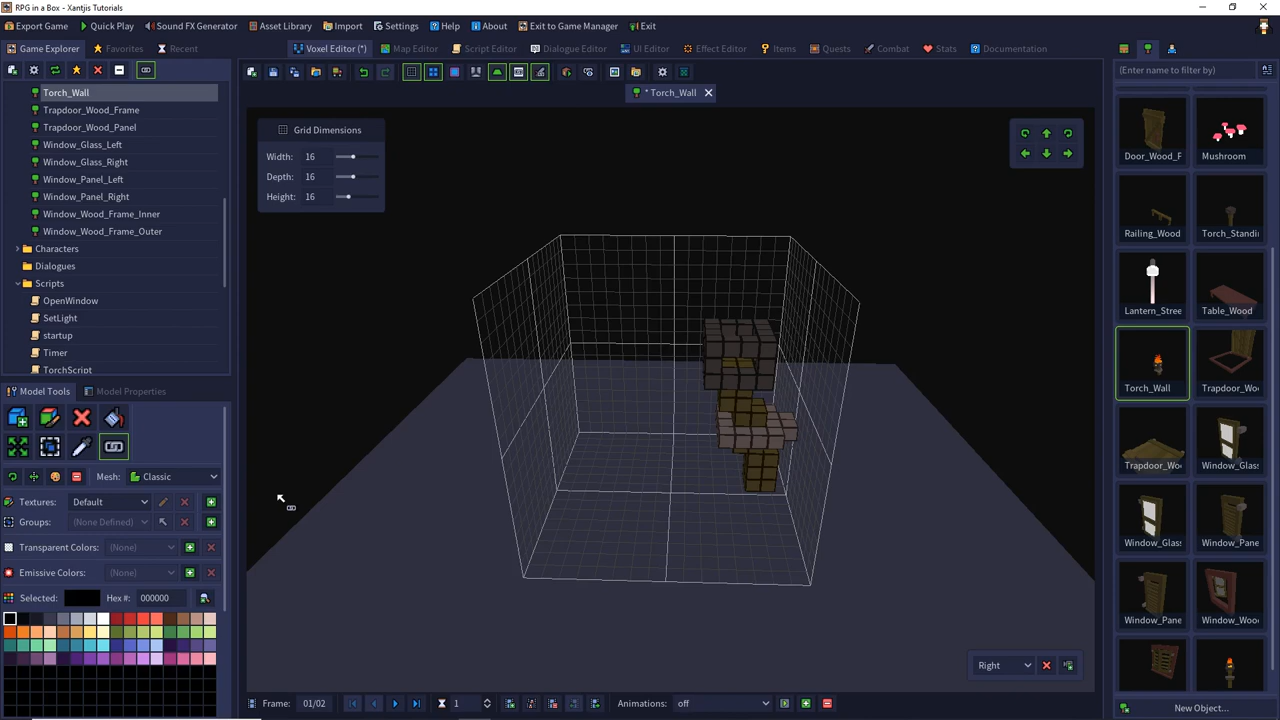 RPG in a Box - Xantjis Tutorials
Export Game Quick Play Sound FX Generator Asset Library Import Settings Help About Exit to Game Manager Exit
Game Explorer Favorites Recent
Voxel Editor (*) Map Editor Script Editor Dialogue Editor UI Editor Effect Editor Items Quests Combat Stats Documentation
(Enter name to filter by)
* Torch_Wall
Torch_Wall
Trapdoor_Wood_Frame
Trapdoor_Wood_Panel
Window_Glass_Left
Window_Glass_Right
Window_Panel_Left
Window_Panel_Right
Window_Wood_Frame_Inner
Window_Wood_Frame_Outer
Characters
Dialogues
Scripts
OpenWindow
SetLight
startup
Timer
TorchScript
Grid Dimensions
Width: 16
Depth: 16
Height: 16
Model Tools Model Properties
Mesh: Classic
Textures: Default
Groups: (None Defined)
Transparent Colors: (None)
Emissive Colors: (None)
Selected: Hex #: 000000
Right
Frame: 01/02 1 Animations: off
Door_Wood_F Mushroom
Railing_Wood Torch_Standi
Lantern_Stree Table_Wood
Torch_Wall Trapdoor_Woo
Trapdoor_Woo Window_Glass
Window_Glass Window_Pane
Window_Pane Window_Wood
New Object...